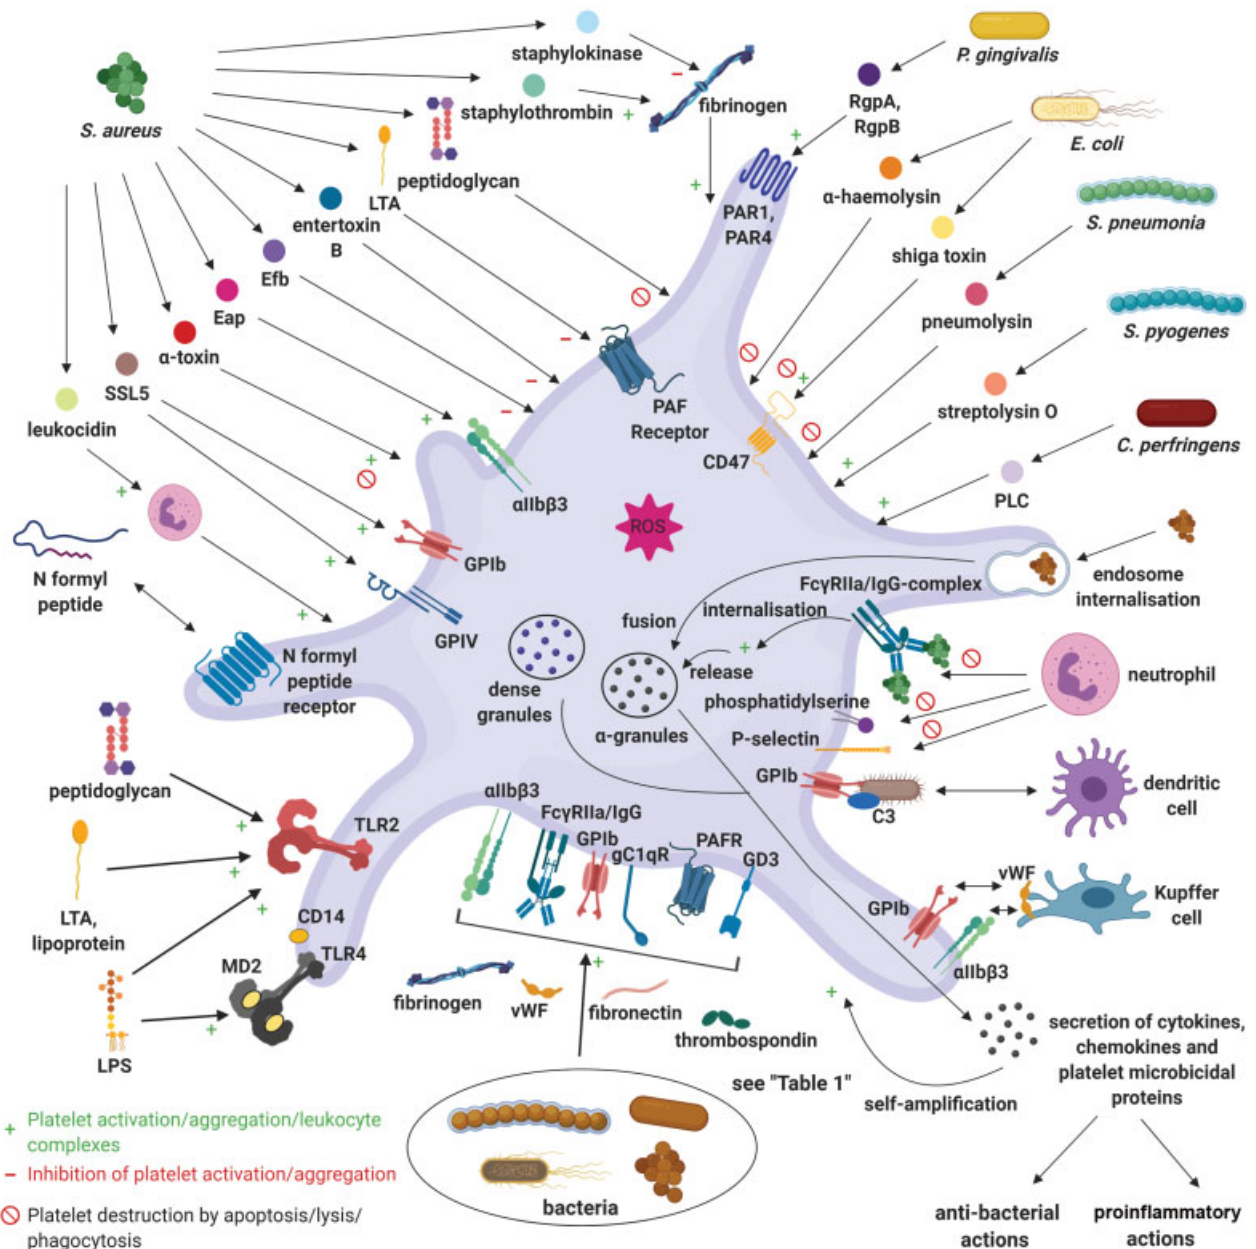 staphylokinase
P. gingivalis
staphylothrombin
fibrinogen
RgpA,
RgpB
S. aureus
E. coli
peptidoglycan
LTA
α-haemolysin
PAR1,
PAR4
S. pneumonia
entertoxin
B
shiga toxin
Efb
Eap
pneumolysin
S. pyogenes
α-toxin
SSL5
PAF
Receptor
streptolysin O
leukocidin
CD47
C. perfringens
PLC
αIIbβ3
ROS
GPIb
endosome
internalisation
N formyl
peptide
FcγRIIa/IgG-complex
internalisation
fusion
GPIV
N formyl
peptide
receptor
release
neutrophil
dense
granules
phosphatidylserine
α-granules
P-selectin
GPIb
C3
dendritic
cell
peptidoglycan
αIIbβ3
FcγRIIa/IgG
GPIb
gC1qR
PAFR
GD3
TLR2
vWF
Kupffer
cell
GPIb
αIIbβ3
LTA,
lipoprotein
CD14
TLR4
MD2
fibrinogen
vWF
fibronectin
thrombospondin
LPS
see "Table 1"
secretion of cytokines,
chemokines and
platelet microbicidal
proteins
self-amplification
+ Platelet activation/aggregation/leukocyte
complexes
− Inhibition of platelet activation/aggregation
Platelet destruction by apoptosis/lysis/
phagocytosis
bacteria
anti-bacterial
actions
proinflammatory
actions